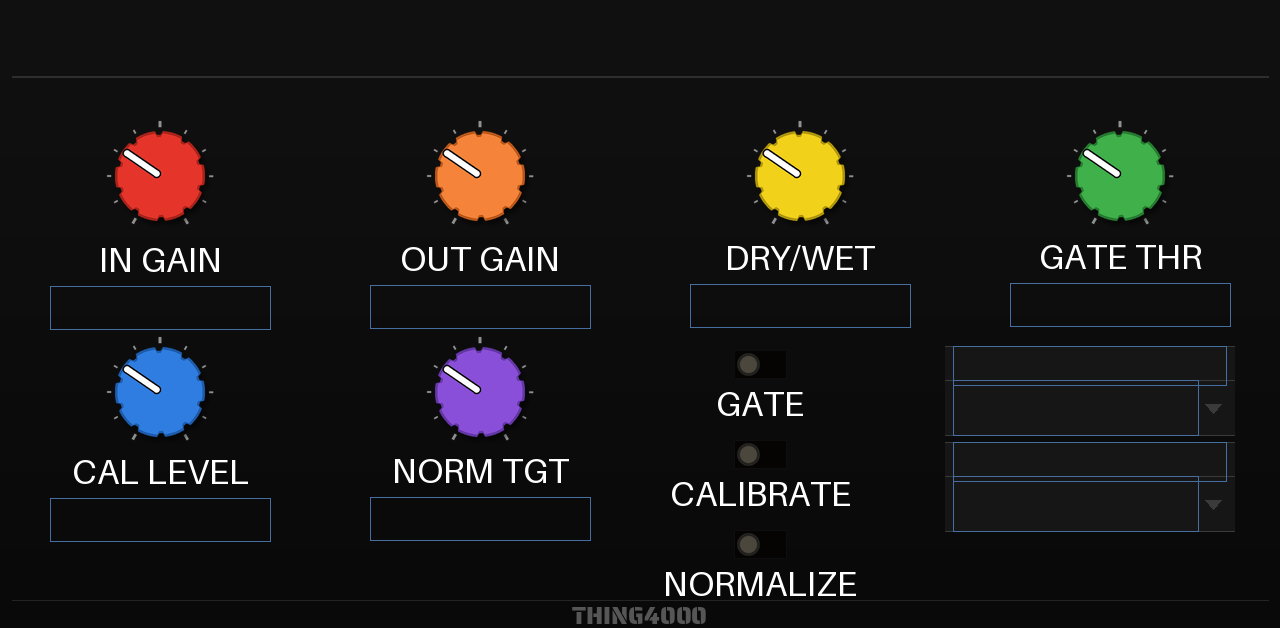 IN GAIN
OUT GAIN
DRY/WET
GATE THR
CAL LEVEL
NORM TGT
GATE
CALIBRATE
NORMALIZE
THING4000